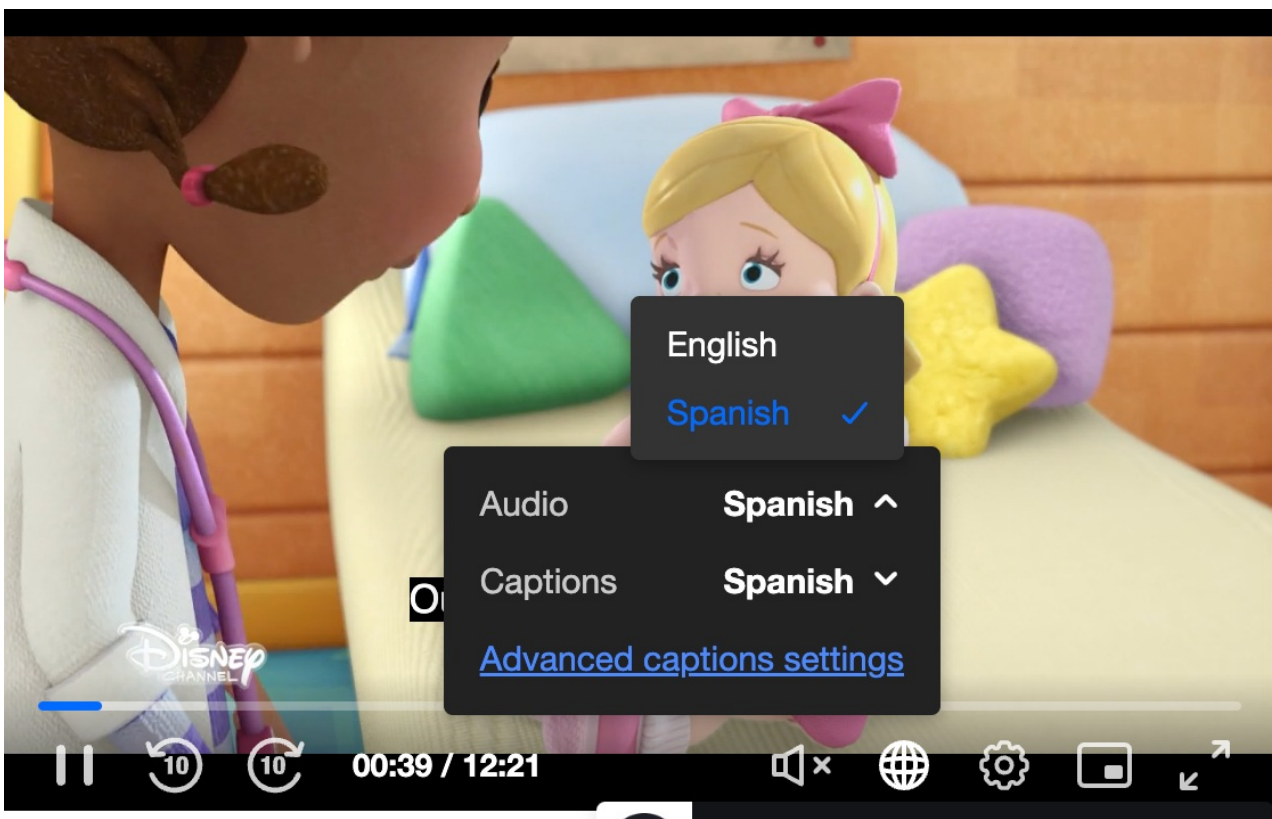 English
Spanish
Audio Spanish
Captions Spanish
Advanced captions settings
DISNEY
CHANNEL
10 10 00:39 / 12:21